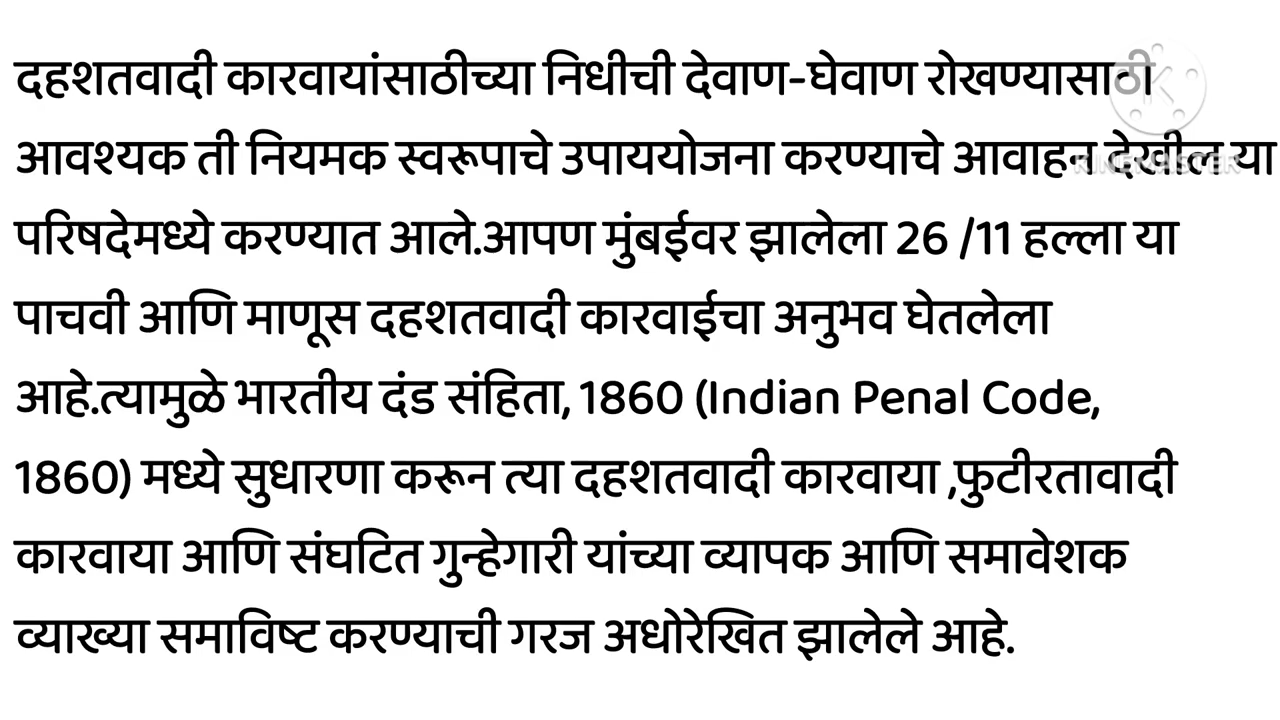 दहशतवादी कारवायांसाठीच्या निधीची देवाण-घेवाण रोखण्यासाठी
आवश्यक ती नियमक स्वरूपाचे उपाययोजना करण्याचे आवाहन देखील या
परिषदेमध्ये करण्यात आले.आपण मुंबईवर झालेला 26 /11 हल्ला या
पाचवी आणि माणूस दहशतवादी कारवाईचा अनुभव घेतलेला
आहे.त्यामुळे भारतीय दंड संहिता, 1860 (Indian Penal Code,
1860) मध्ये सुधारणा करून त्या दहशतवादी कारवाया ,फुटीरतावादी
कारवाया आणि संघटित गुन्हेगारी यांच्या व्यापक आणि समावेशक
व्याख्या समाविष्ट करण्याची गरज अधोरेखित झालेले आहे.
KINEMASTER